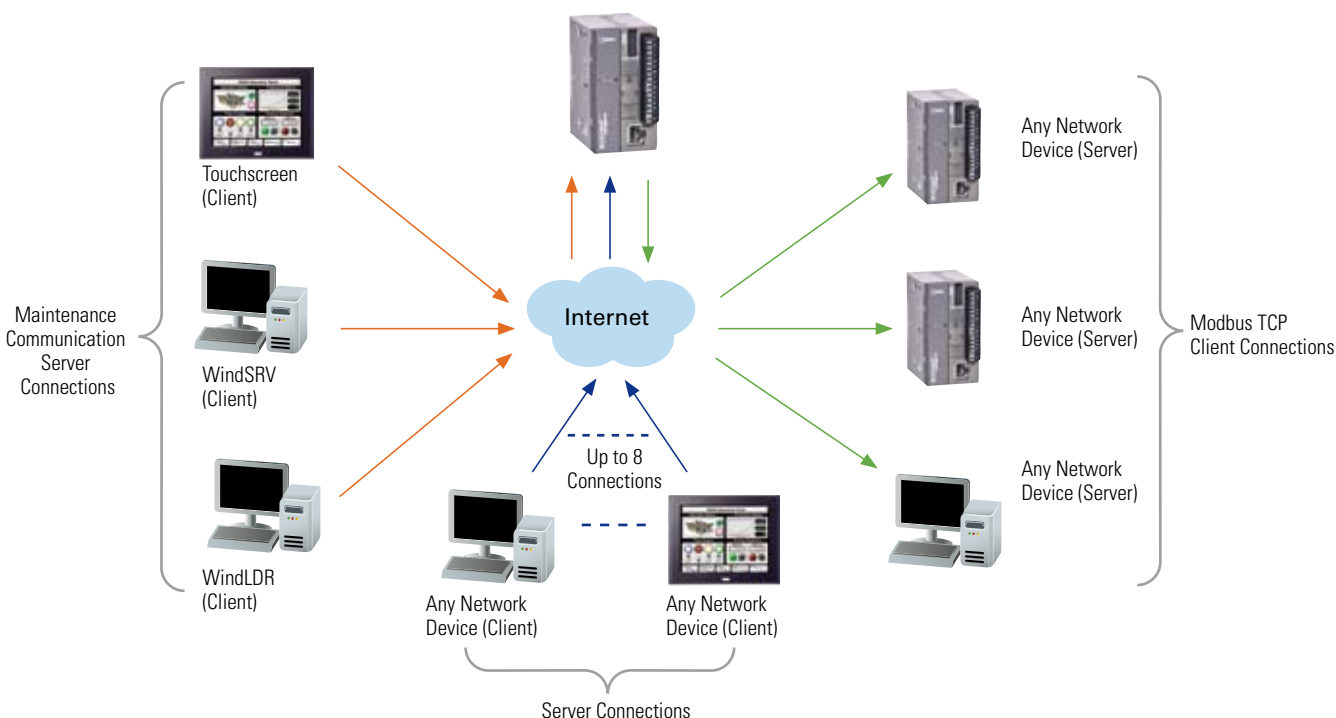 Touchscreen
(Client)
WindSRV
(Client)
WindLDR
(Client)
Maintenance
Communication
Server
Connections
Internet
Up to 8
Connections
Any Network
Device (Client)
Any Network
Device (Client)
Server Connections
Any Network
Device (Server)
Any Network
Device (Server)
Any Network
Device (Server)
Modbus TCP
Client Connections